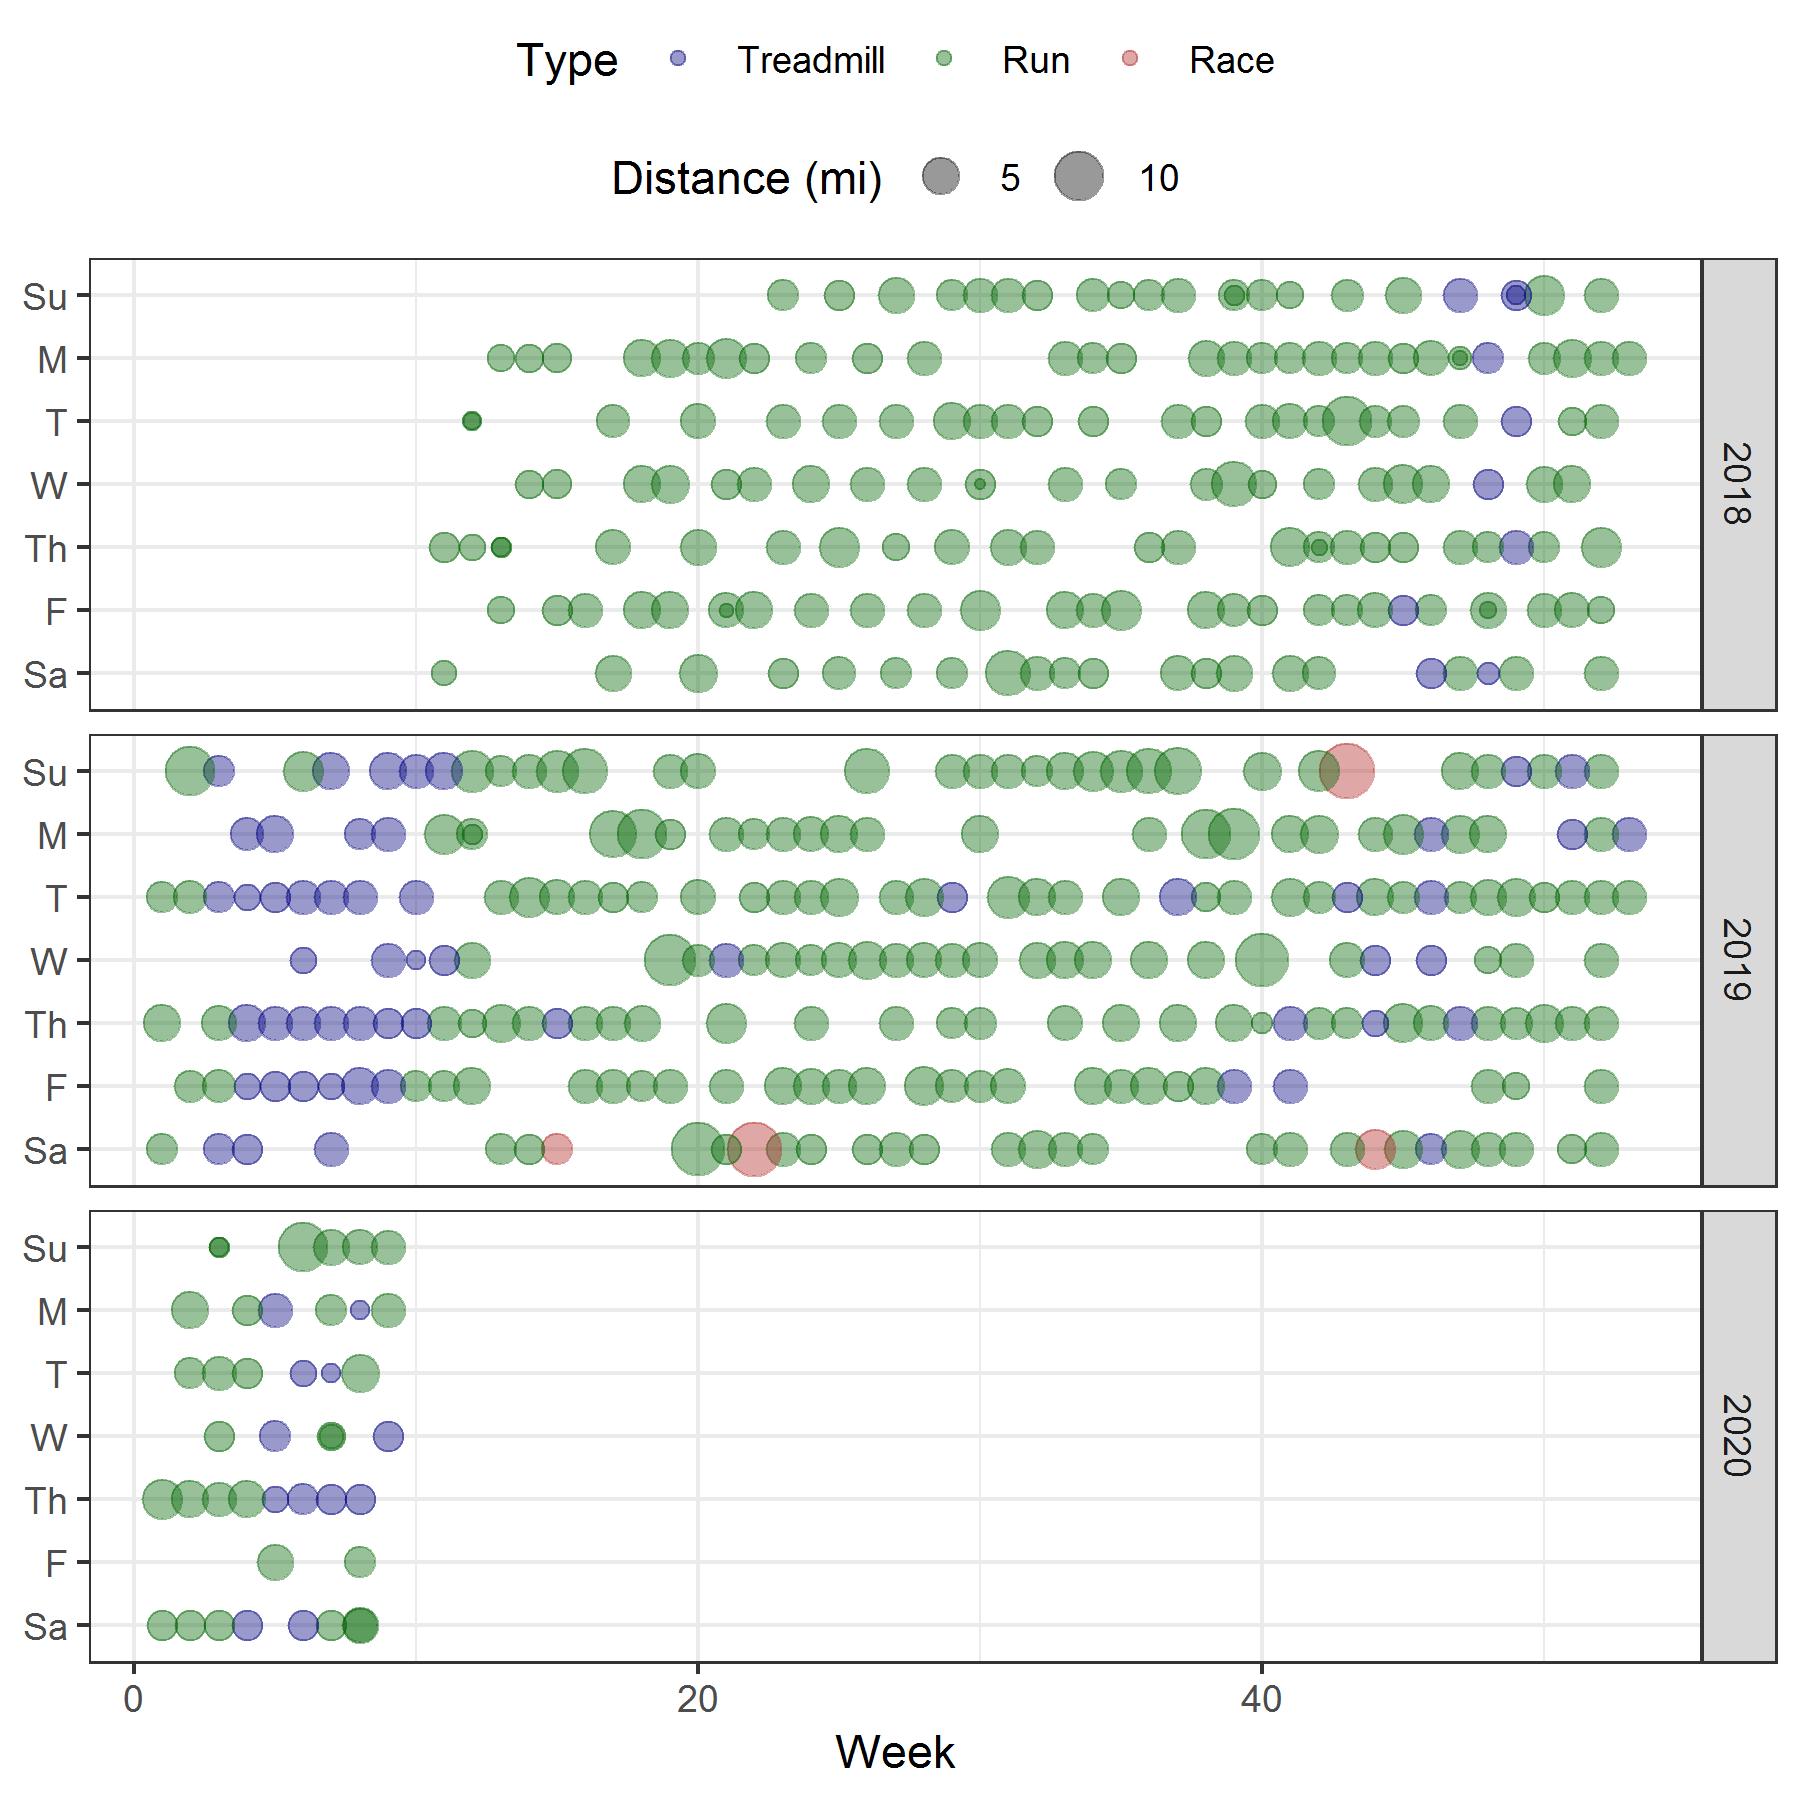 Type Treadmill Run Race
Distance (mi) 5 10
Su
M
T
W
Th
F
Sa
2018
Su
M
T
W
Th
F
Sa
2019
Su
M
T
W
Th
F
Sa
2020
0 20 40
Week